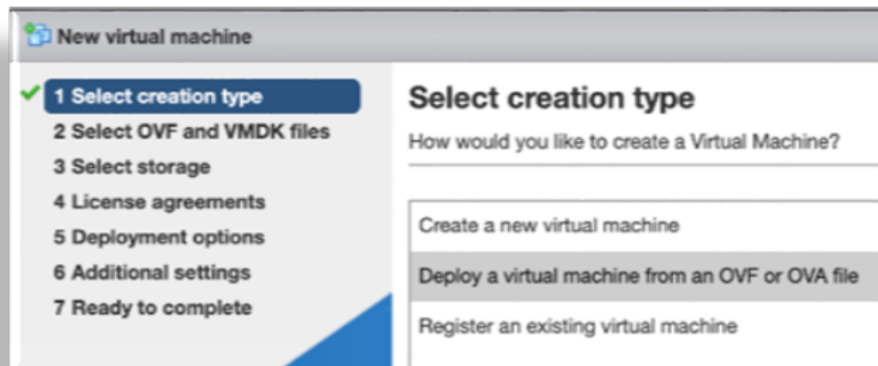 New virtual machine
1 Select creation type
2 Select OVF and VMDK files
3 Select storage
4 License agreements
5 Deployment options
6 Additional settings
7 Ready to complete
Select creation type
How would you like to create a Virtual Machine?
Create a new virtual machine
Deploy a virtual machine from an OVF or OVA file
Register an existing virtual machine